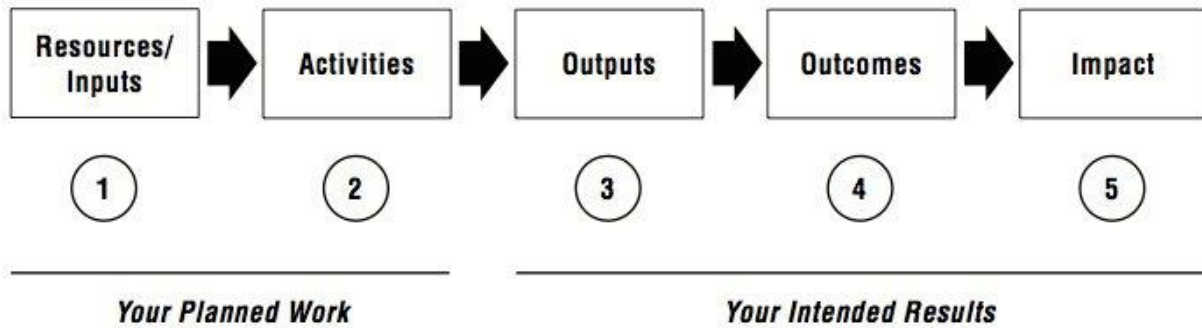 Resources/
Inputs
Activities
Outputs
Outcomes
Impact
1
2
3
4
5
Your Planned Work
Your Intended Results